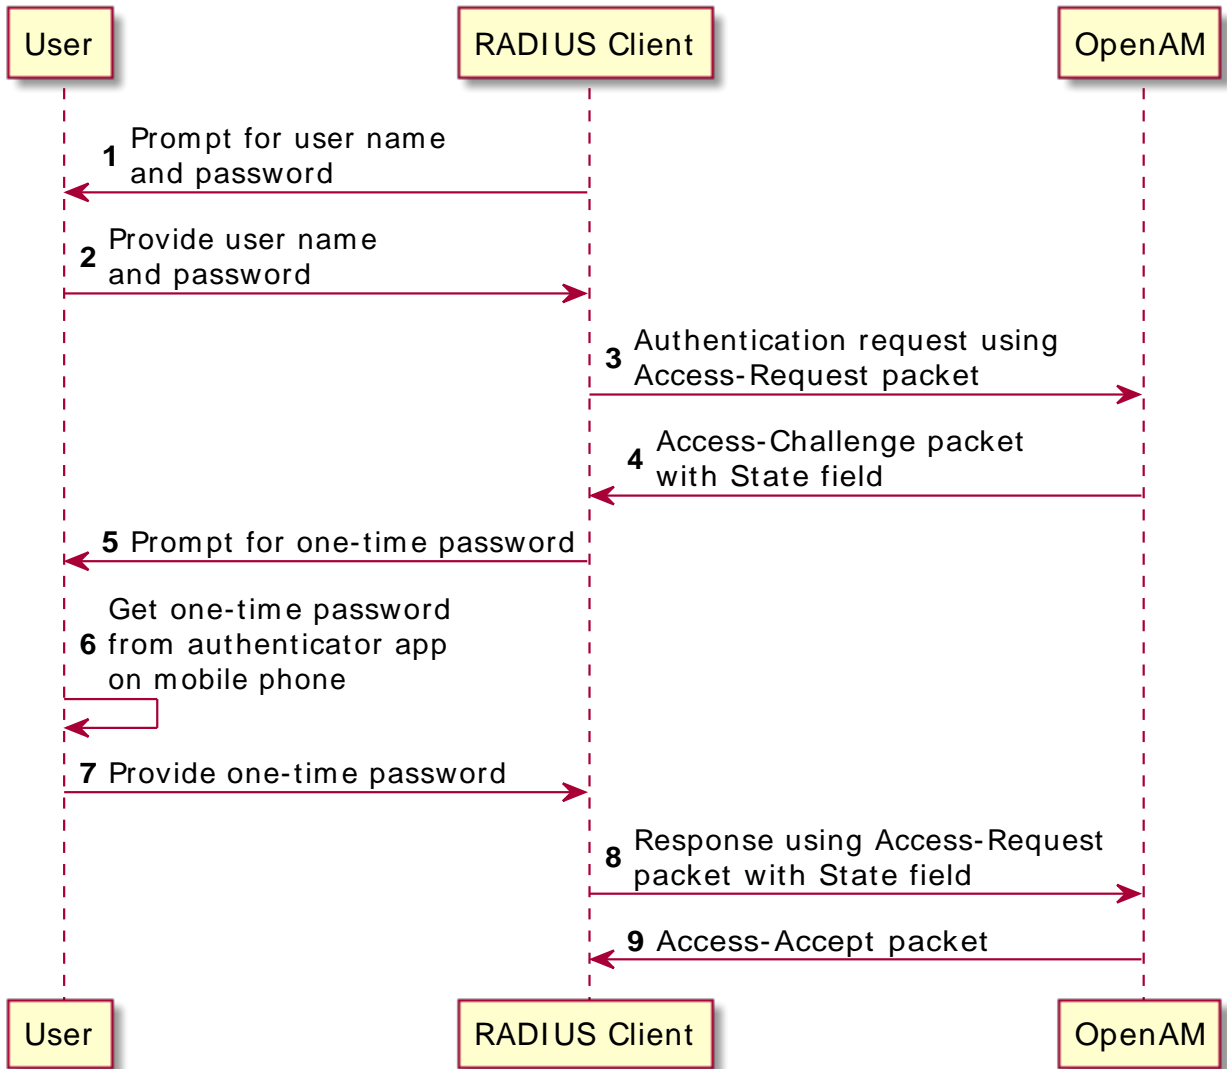 User
RADIUS Client
OpenAM
1 Prompt for user name
and password
2 Provide user name
and password
3 Authentication request using
Access-Request packet
4 Access-Challenge packet
with State field
5 Prompt for one-time password
Get one-time password
6 from authenticator app
on mobile phone
7 Provide one-time password
8 Response using Access-Request
packet with State field
9 Access-Accept packet
User
RADIUS Client
OpenAM